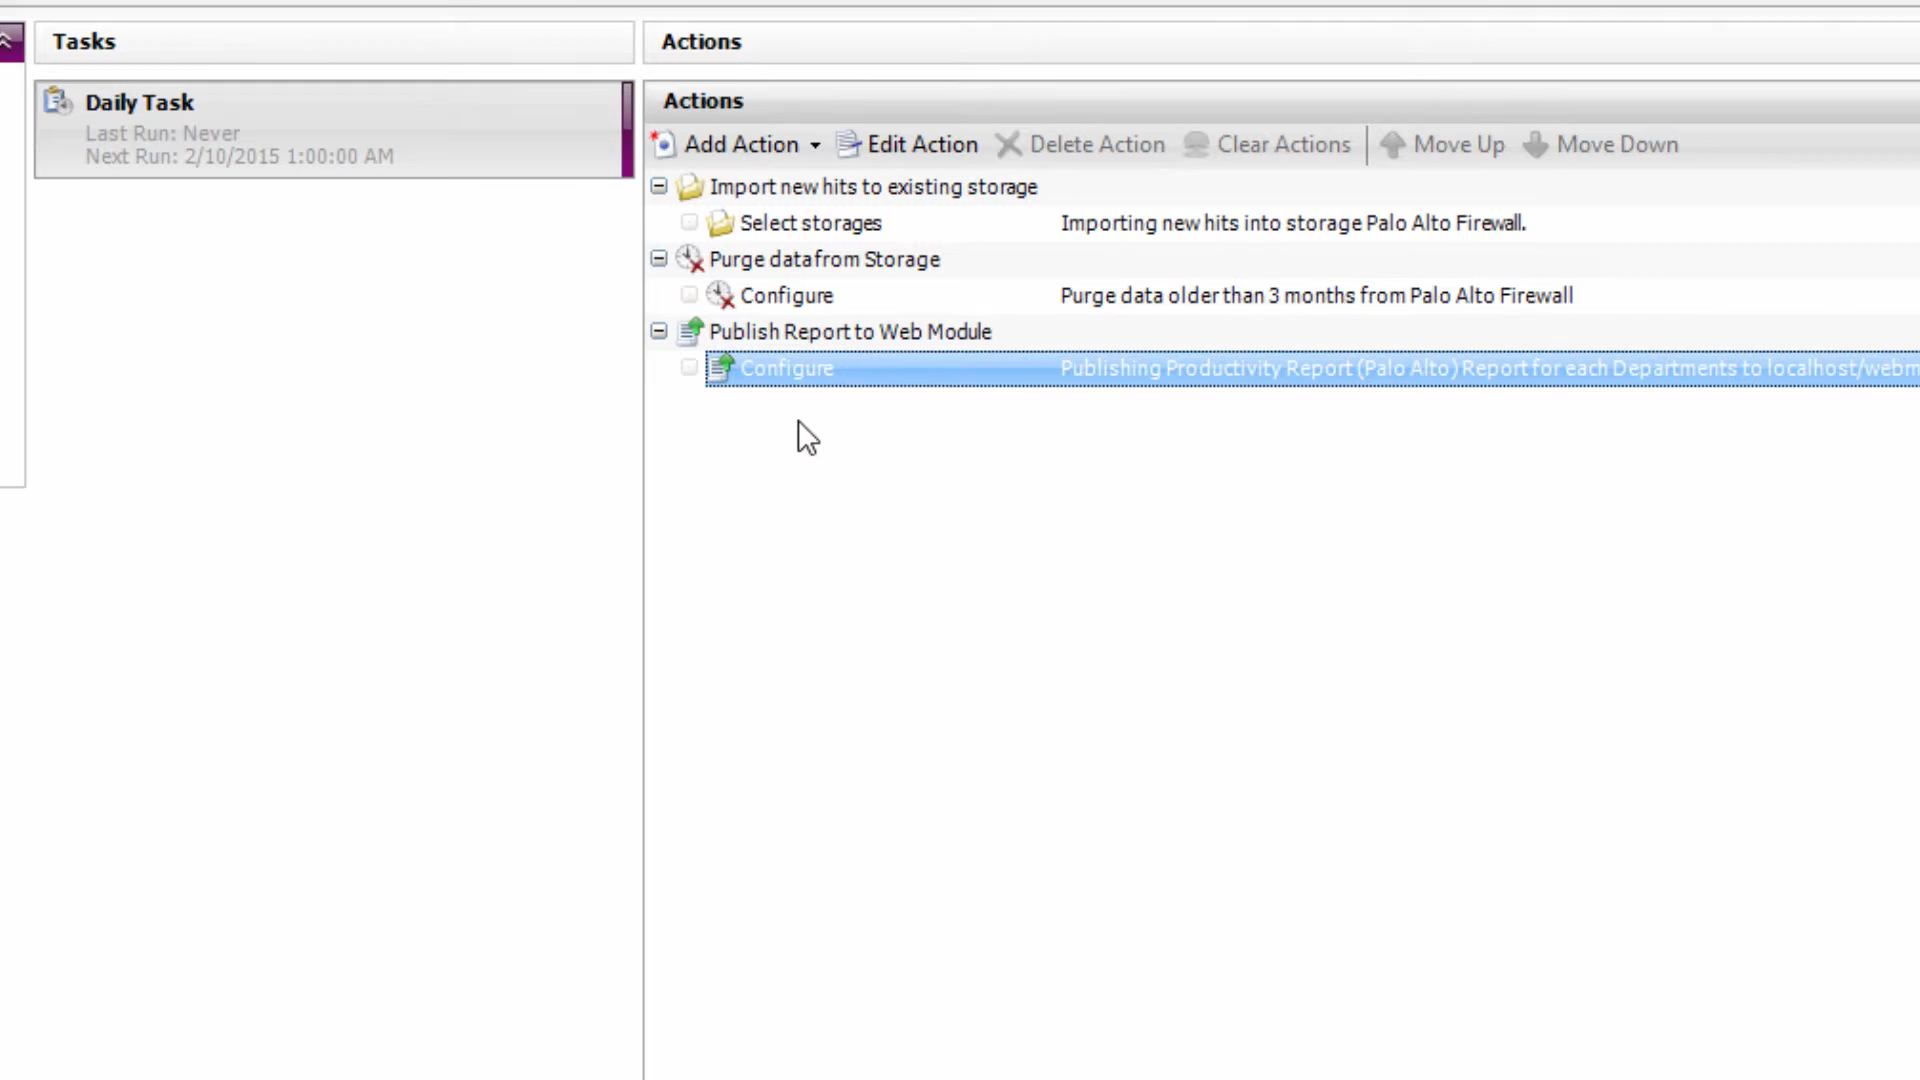 Tasks
Actions
Daily Task
Last Run: Never
Next Run: 2/10/2015 1:00:00 AM
Actions
Add Action Edit Action Delete Action Clear Actions Move Up Move Down
Import new hits to existing storage
Select storages Importing new hits into storage Palo Alto Firewall.
Purge data from Storage
Configure Purge data older than 3 months from Palo Alto Firewall
Publish Report to Web Module
Configure Publishing Productivity Report (Palo Alto) Report for each Departments to localhost/webm